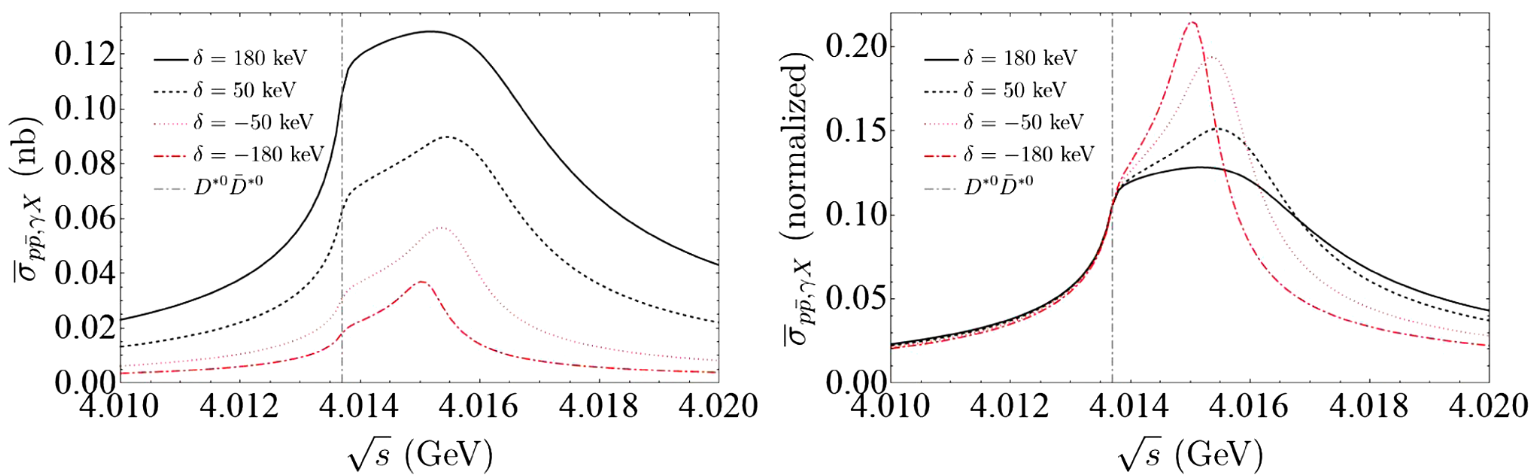 σ̅_{pp̄,γX} (nb)
0.12
0.10
0.08
0.06
0.04
0.02
0.00
δ = 180 keV
δ = 50 keV
δ = −50 keV
δ = −180 keV
D*⁰D̄*⁰
4.010 4.012 4.014 4.016 4.018 4.020
√s (GeV)
σ̅_{pp̄,γX} (normalized)
0.20
0.15
0.10
0.05
0.00
δ = 180 keV
δ = 50 keV
δ = −50 keV
δ = −180 keV
D*⁰D̄*⁰
4.010 4.012 4.014 4.016 4.018 4.020
√s (GeV)